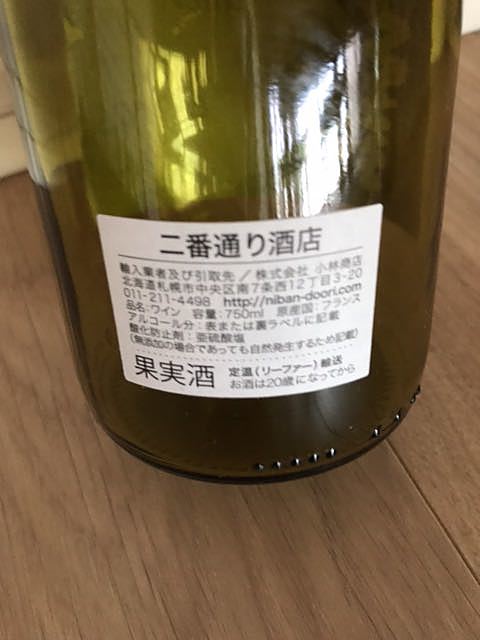 二番通り酒店
輸入業者及び引取先／株式会社 小林商店
北海道札幌市中央区南7条西12丁目3-20
011-211-4498 http://niban-doori.com
品名：ワイン 容量：750ml 原産国：フランス
アルコール分：表または裏ラベルに記載
酸化防止剤：亜硫酸塩
(無添加の場合であっても自然発生するため記載)
果実酒 定温(リーファー)輸送
お酒は20歳になってから